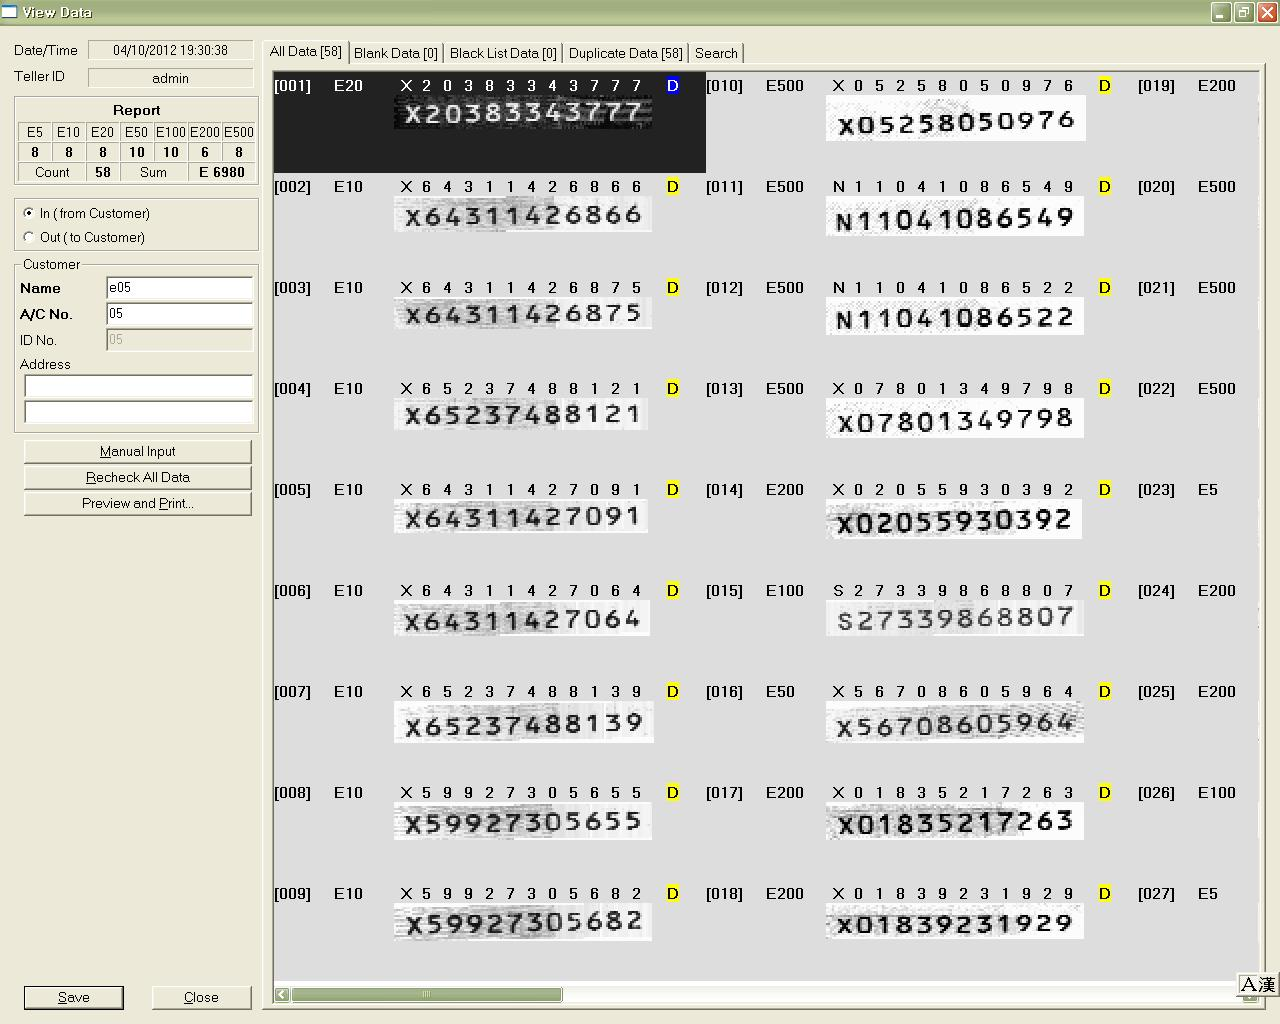 View Data
Date/Time 04/10/2012 19:30:38
Teller ID admin
Report
E5 E10 E20 E50 E100 E200 E500
8 8 8 10 10 6 8
Count 58 Sum E 6980
In ( from Customer)
Out ( to Customer)
Customer
Name e05
A/C No. 05
ID No. 05
Address
Manual Input
Recheck All Data
Preview and Print...
Save Close
All Data [58] Blank Data [0] Black List Data [0] Duplicate Data [58] Search
[001] E20 X 2 0 3 8 3 3 4 3 7 7 7 D
X20383343777
[002] E10 X 6 4 3 1 1 4 2 6 8 6 6 D
X64311426866
[003] E10 X 6 4 3 1 1 4 2 6 8 7 5 D
X64311426875
[004] E10 X 6 5 2 3 7 4 8 8 1 2 1 D
X65237488121
[005] E10 X 6 4 3 1 1 4 2 7 0 9 1 D
X64311427091
[006] E10 X 6 4 3 1 1 4 2 7 0 6 4 D
X64311427064
[007] E10 X 6 5 2 3 7 4 8 8 1 3 9 D
X65237488139
[008] E10 X 5 9 9 2 7 3 0 5 6 5 5 D
X59927305655
[009] E10 X 5 9 9 2 7 3 0 5 6 8 2 D
X59927305682
[010] E500 X 0 5 2 5 8 0 5 0 9 7 6 D
X05258050976
[011] E500 N 1 1 0 4 1 0 8 6 5 4 9 D
N11041086549
[012] E500 N 1 1 0 4 1 0 8 6 5 2 2 D
N11041086522
[013] E500 X 0 7 8 0 1 3 4 9 7 9 8 D
X07801349798
[014] E200 X 0 2 0 5 5 9 3 0 3 9 2 D
X02055930392
[015] E100 S 2 7 3 3 9 8 6 8 8 0 7 D
S27339868807
[016] E50 X 5 6 7 0 8 6 0 5 9 6 4 D
X56708605964
[017] E200 X 0 1 8 3 5 2 1 7 2 6 3 D
X01835217263
[018] E200 X 0 1 8 3 9 2 3 1 9 2 9 D
X01839231929
[019] E200
[020] E500
[021] E500
[022] E500
[023] E5
[024] E200
[025] E200
[026] E100
[027] E5
A漢